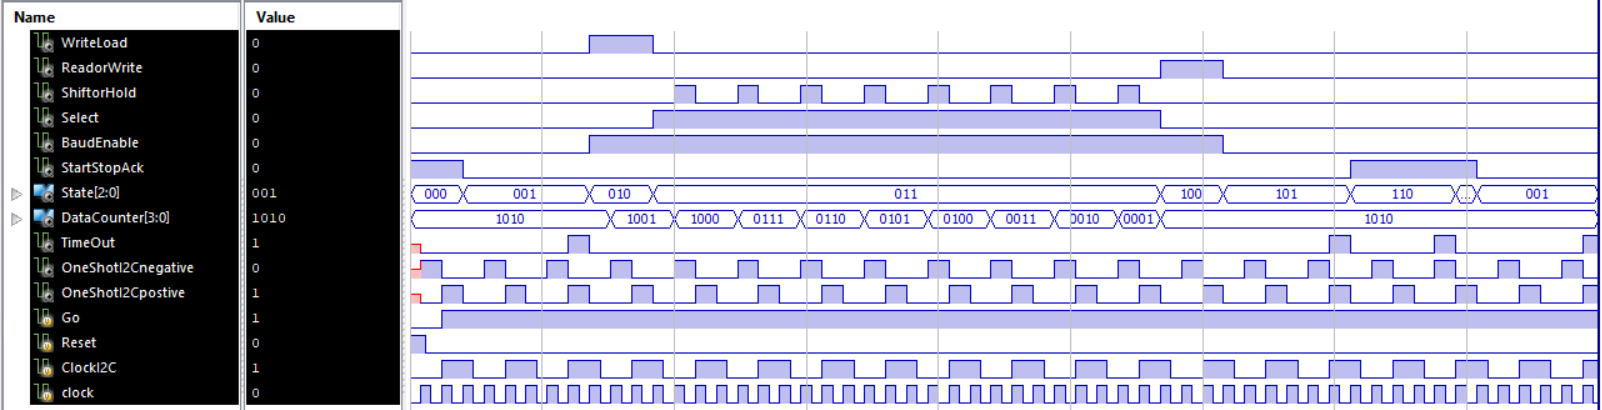 Name Value
WriteLoad 0
ReadorWrite 0
ShiftorHold 0
Select 0
BaudEnable 0
StartStopAck 0
State[2:0] 001 000 001 010 011 100 101 110 ... 001
DataCounter[3:0] 1010 1010 1001 1000 0111 0110 0101 0100 0011 0010 0001 1010
TimeOut 1
OneShotI2Cnegative 0
OneShotI2Cpostive 1
Go 1
Reset 0
ClockI2C 1
clock 0